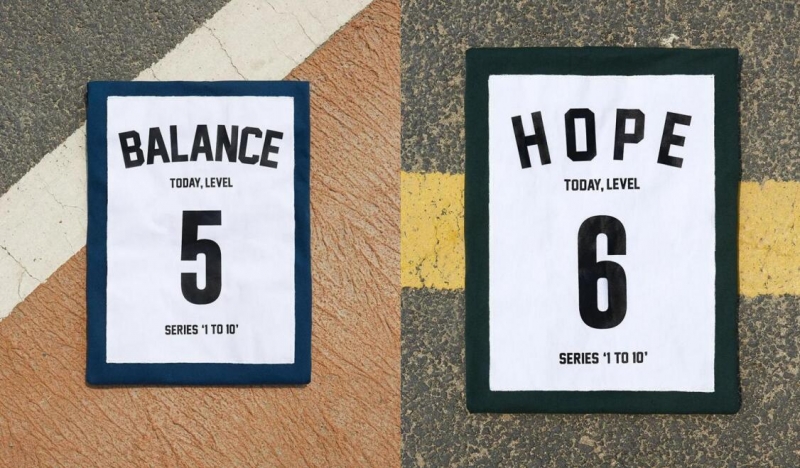 BALANCE
TODAY, LEVEL
5
SERIES ‘1 TO 10’
HOPE
TODAY, LEVEL
6
SERIES ‘1 TO 10’